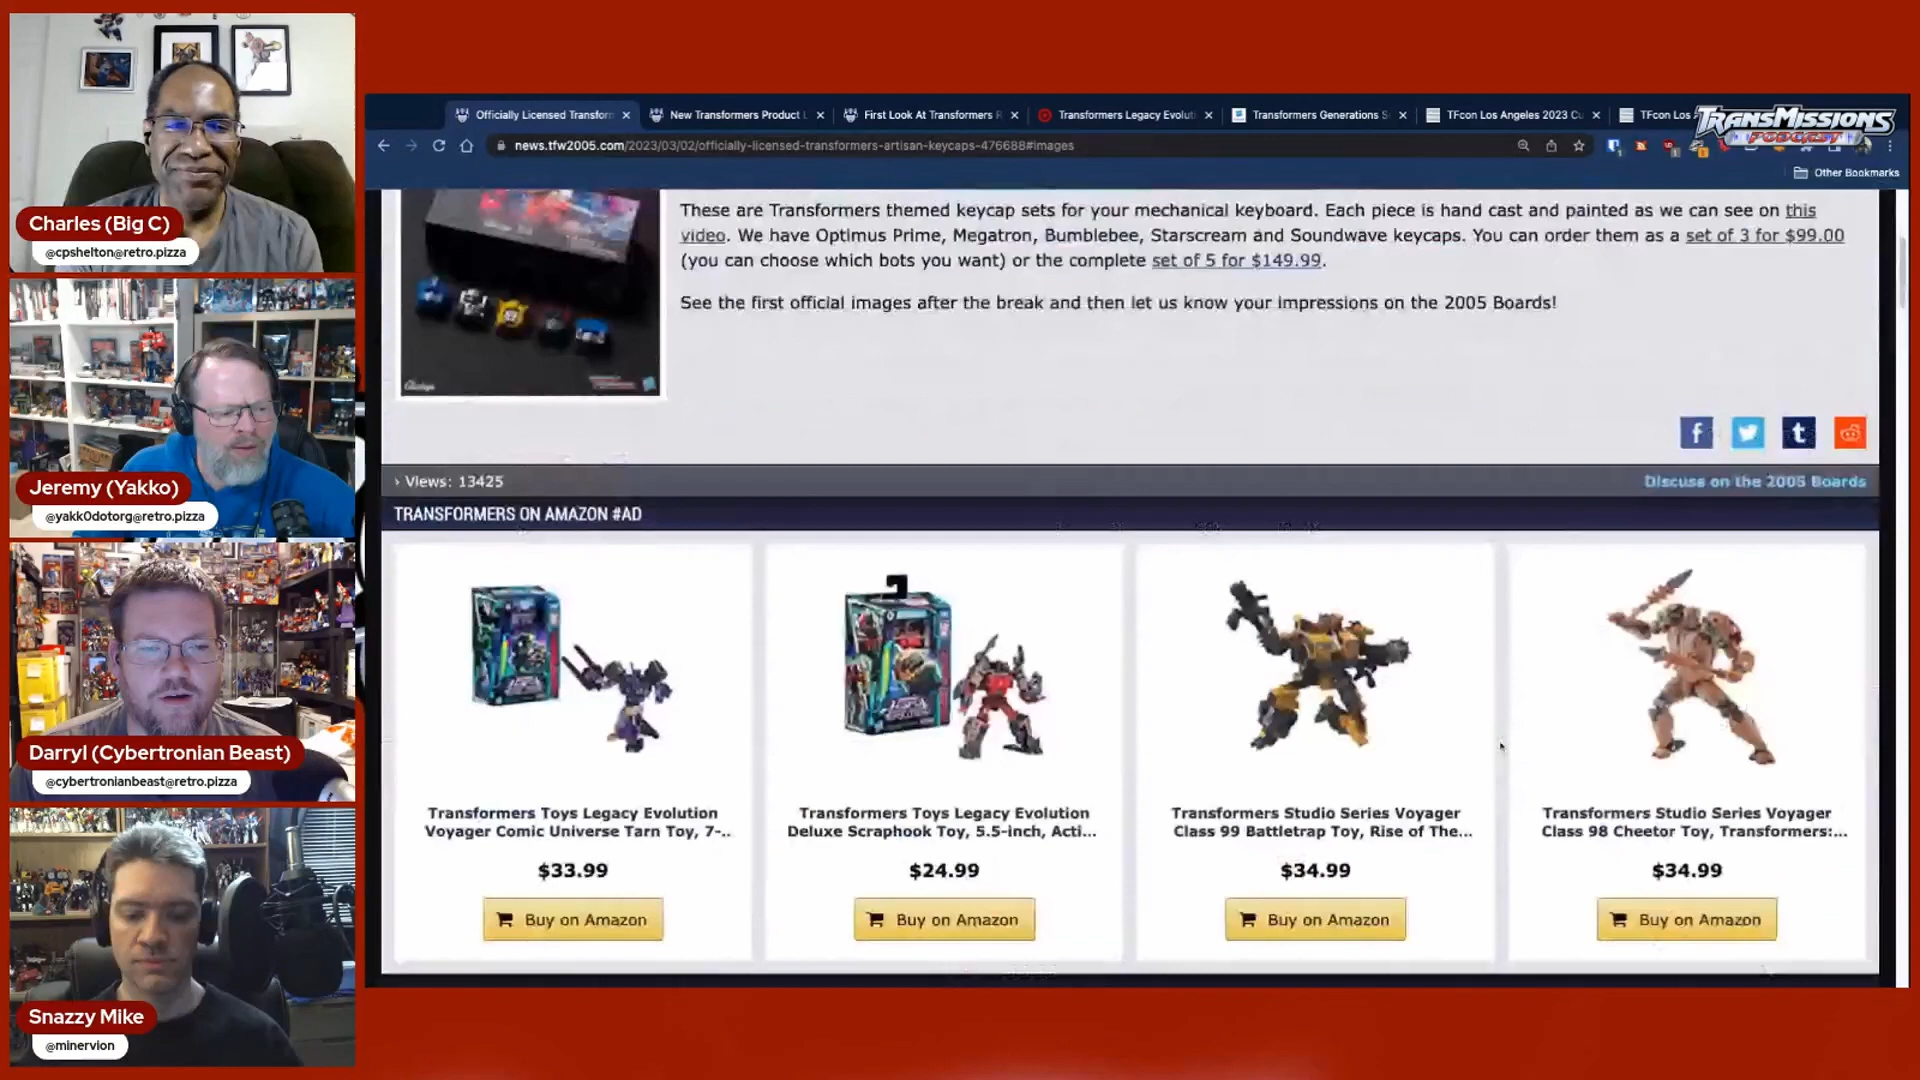 Charles (Big C)
@cpshelton@retro.pizza
Jeremy (Yakko)
@yakk0dotorg@retro.pizza
Darryl (Cybertronian Beast)
@cybertronianbeast@retro.pizza
Snazzy Mike
@minervion
Officially Licensed Transform
New Transformers Product L
First Look At Transformers R
Transformers Legacy Evoluti
Transformers Generations S
TFcon Los Angeles 2023 Cu
TFcon Los
TRANSMISSIONS
PODCAST
news.tfw2005.com/2023/03/02/officially-licensed-transformers-artisan-keycaps-476688#images
Other Bookmarks
These are Transformers themed keycap sets for your mechanical keyboard. Each piece is hand cast and painted as we can see on this
video. We have Optimus Prime, Megatron, Bumblebee, Starscream and Soundwave keycaps. You can order them as a set of 3 for $99.00
(you can choose which bots you want) or the complete set of 5 for $149.99.
See the first official images after the break and then let us know your impressions on the 2005 Boards!
› Views: 13425
Discuss on the 2005 Boards
TRANSFORMERS ON AMAZON #AD
Transformers Toys Legacy Evolution
Voyager Comic Universe Tarn Toy, 7-..
$33.99
Buy on Amazon
Transformers Toys Legacy Evolution
Deluxe Scraphook Toy, 5.5-inch, Acti...
$24.99
Buy on Amazon
Transformers Studio Series Voyager
Class 99 Battletrap Toy, Rise of The...
$34.99
Buy on Amazon
Transformers Studio Series Voyager
Class 98 Cheetor Toy, Transformers:...
$34.99
Buy on Amazon